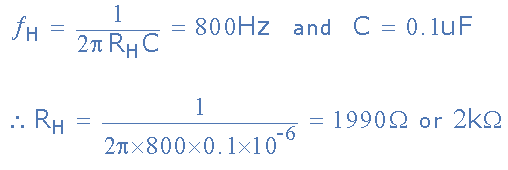 f_H = 1/(2π R_H C) = 800Hz and C = 0.1uF
∴ R_H = 1/(2π×800×0.1×10^-6) = 1990Ω or 2kΩ